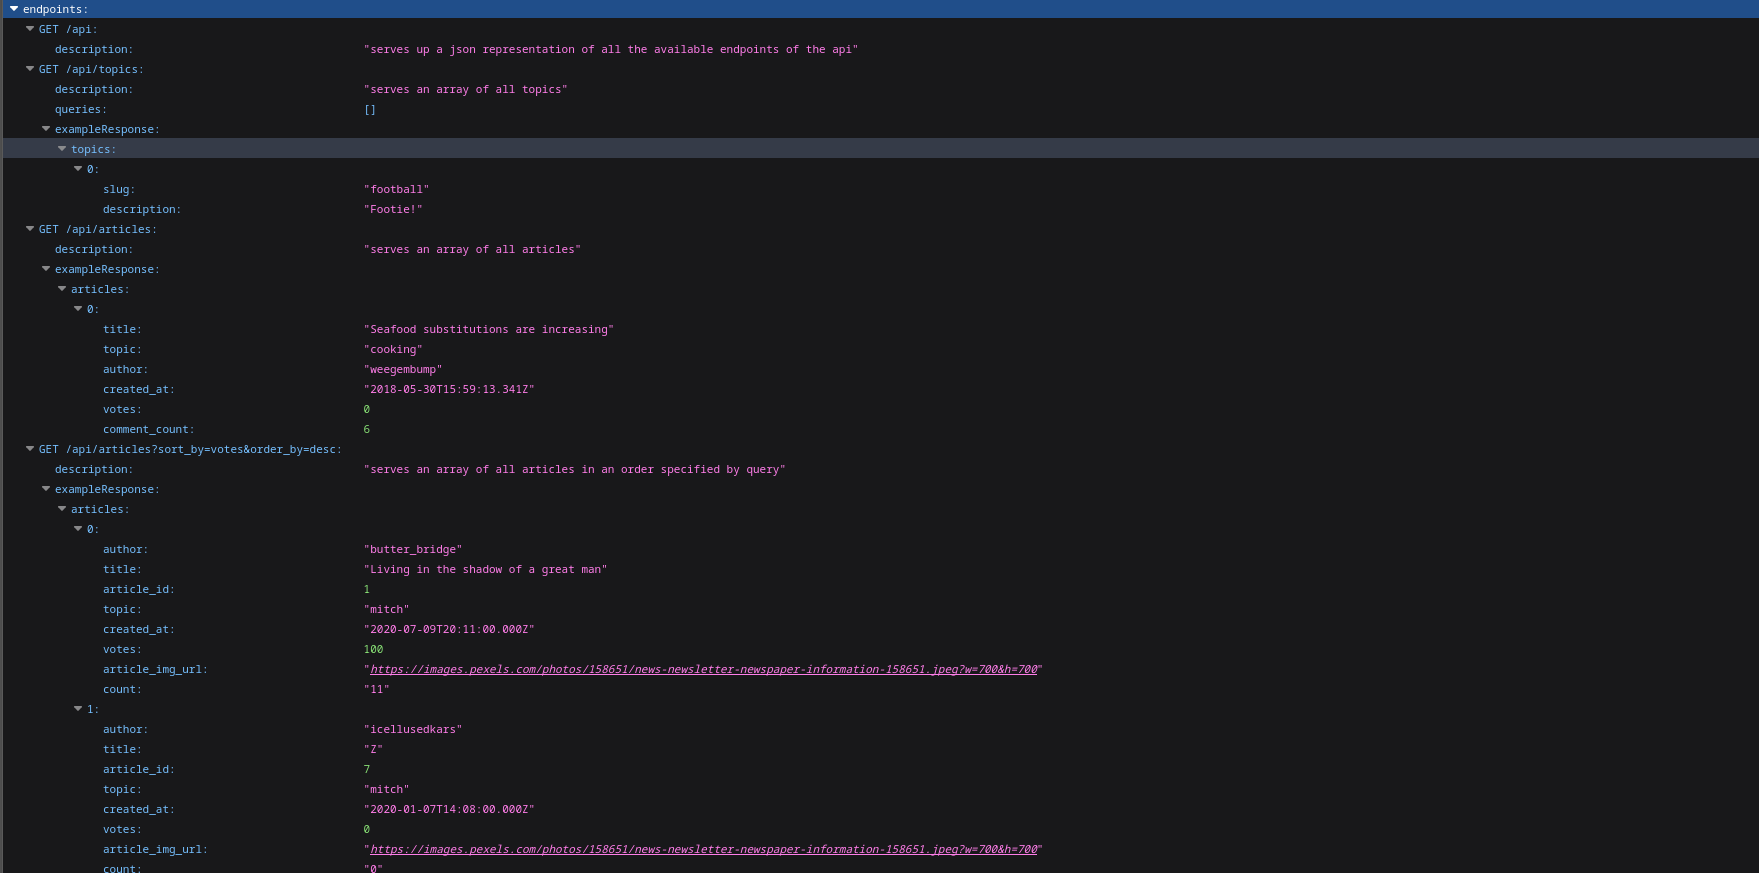 endpoints:
GET /api:
description: "serves up a json representation of all the available endpoints of the api"
GET /api/topics:
description: "serves an array of all topics"
queries: []
exampleResponse:
topics:
0:
slug: "football"
description: "Footie!"
GET /api/articles:
description: "serves an array of all articles"
exampleResponse:
articles:
0:
title: "Seafood substitutions are increasing"
topic: "cooking"
author: "weegembump"
created_at: "2018-05-30T15:59:13.341Z"
votes: 0
comment_count: 6
GET /api/articles?sort_by=votes&order_by=desc:
description: "serves an array of all articles in an order specified by query"
exampleResponse:
articles:
0:
author: "butter_bridge"
title: "Living in the shadow of a great man"
article_id: 1
topic: "mitch"
created_at: "2020-07-09T20:11:00.000Z"
votes: 100
article_img_url: "https://images.pexels.com/photos/158651/news-newsletter-newspaper-information-158651.jpeg?w=700&h=700"
count: "11"
1:
author: "icellusedkars"
title: "Z"
article_id: 7
topic: "mitch"
created_at: "2020-01-07T14:08:00.000Z"
votes: 0
article_img_url: "https://images.pexels.com/photos/158651/news-newsletter-newspaper-information-158651.jpeg?w=700&h=700"
count: "0"